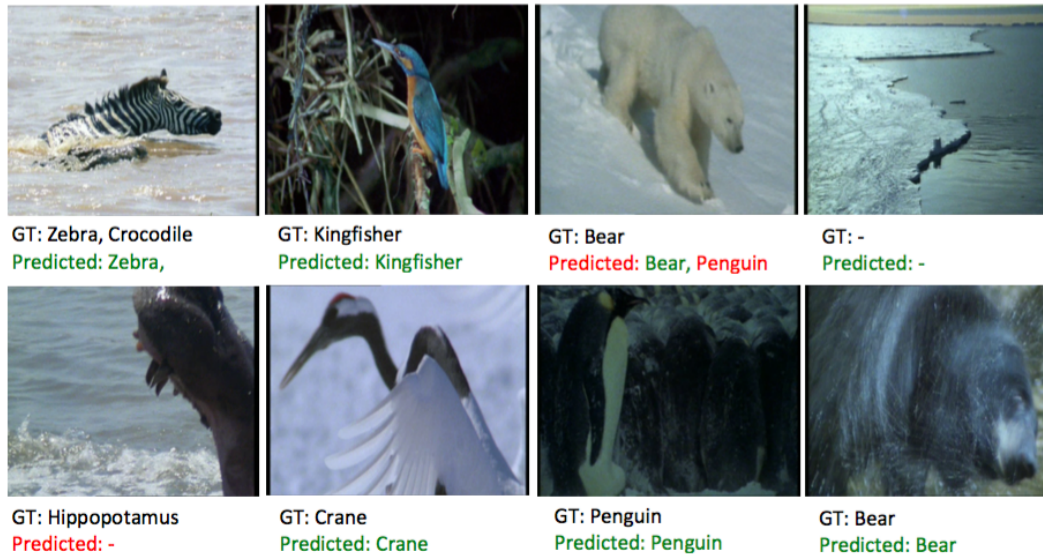 GT: Zebra, Crocodile
Predicted: Zebra,
GT: Kingfisher
Predicted: Kingfisher
GT: Bear
Predicted: Bear, Penguin
GT: -
Predicted: -
GT: Hippopotamus
Predicted: -
GT: Crane
Predicted: Crane
GT: Penguin
Predicted: Penguin
GT: Bear
Predicted: Bear